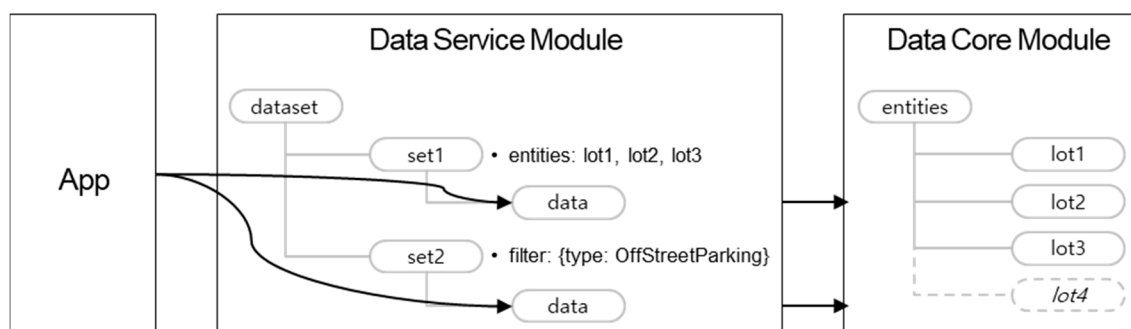 Data Service Module
Data Core Module
App
dataset
set1
• entities: lot1, lot2, lot3
data
set2
• filter: {type: OffStreetParking}
data
entities
lot1
lot2
lot3
lot4